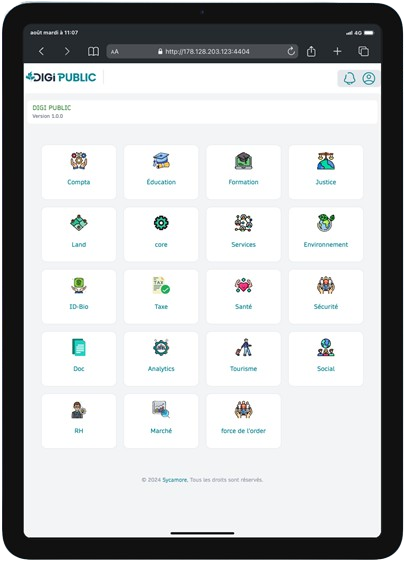 août mardi à 11:07
4G
AA
http://178.128.203.123:4404
DIGI PUBLIC
DIGI PUBLIC
Version 1.0.0
Compta
Éducation
Formation
Justice
Land
core
Services
Environnement
ID-Bio
TAX
Taxe
Santé
Sécurité
Doc
Analytics
Tourisme
Social
RH
Marché
force de l'order
© 2024 Sycamore. Tous les droits sont réservés.